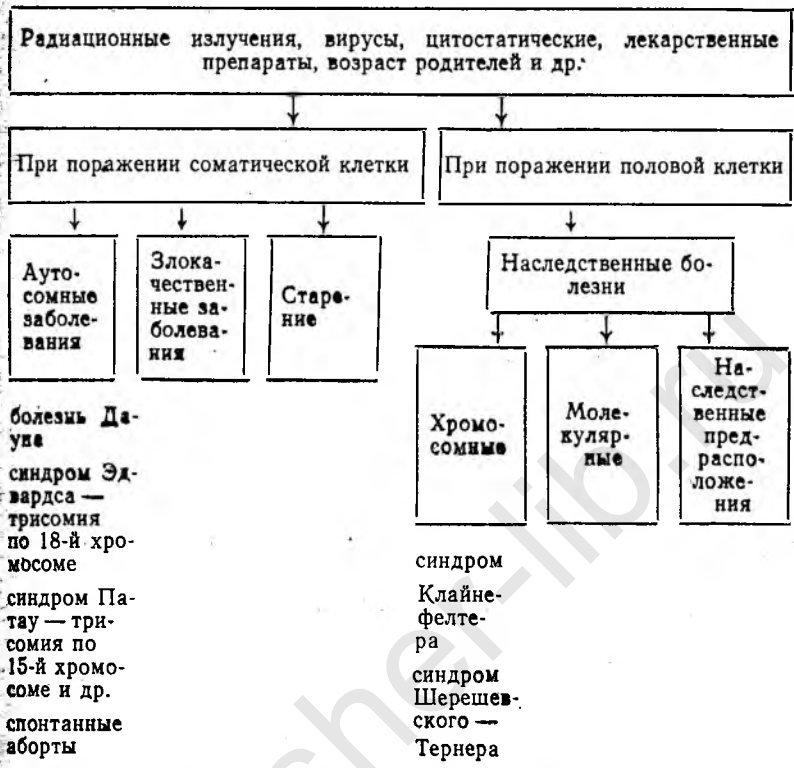 Радиационные излучения, вирусы, цитостатические, лекарственные
препараты, возраст родителей и др.
При поражении соматической клетки
При поражении половой клетки
Ауто-
сомные
заболе-
вания
Злока-
чествен-
ные за-
болева-
ния
Старе-
ние
Наследственные бо-
лезни
Хромо-
сомные
Моле-
куляр-
ные
На-
следст-
венные
пред-
распо-
ложе-
ния
болезнь Да-
уна
синдром Эд-
вардса —
трисомия
по 18-й хро-
мосоме
синдром Па-
тау — три-
сомия по
15-й хромо-
соме и др.
спонтанные
аборты
синдром
Клайне-
фелте-
ра
синдром
Шерешев-
ского —
Тернера